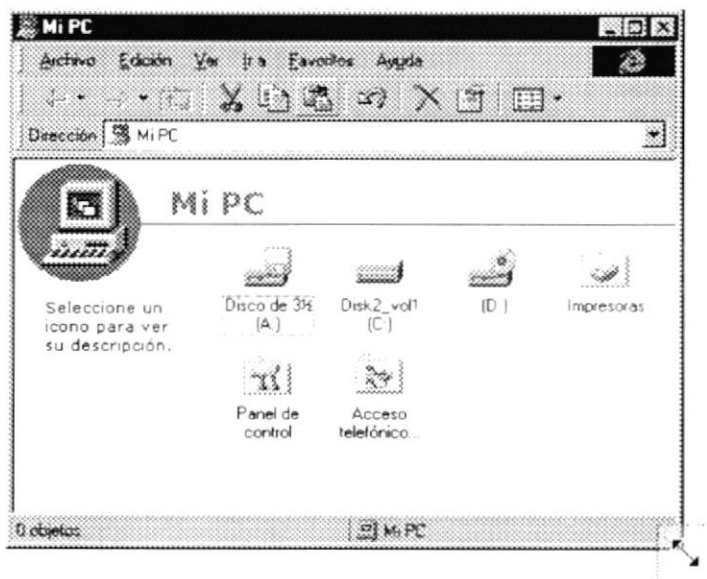 Mi PC
Archivo Edición Ver Ir a Favoritos Ayuda
Dirección Mi PC
Mi PC
Seleccione un
icono para ver
su descripción.
Disco de 3½
(A:)
Disk2_vol1
(C:)
(D:)
Impresoras
Panel de
control
Acceso
telefónico...
0 objetos
Mi PC